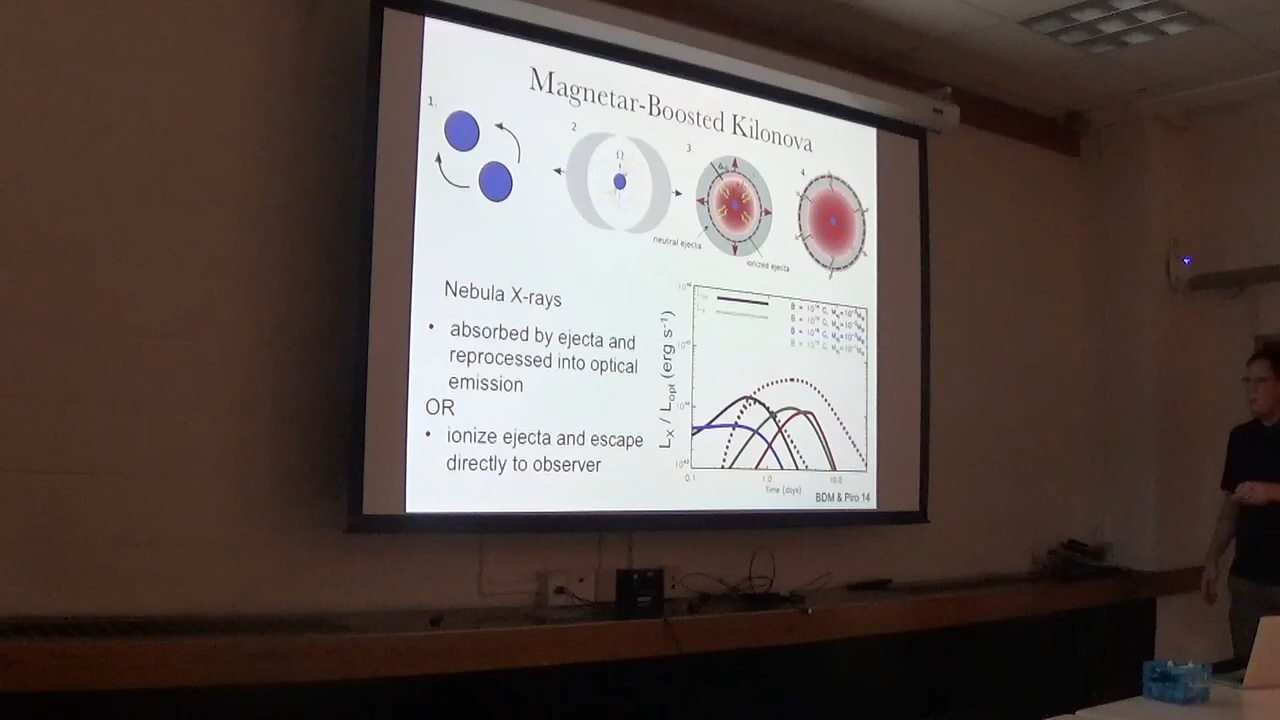 Magnetar-Boosted Kilonova
1.
2
3
4
Ω
neutral ejecta
ionized ejecta
Nebula X-rays
• absorbed by ejecta and
reprocessed into optical
emission
OR
• ionize ejecta and escape
directly to observer
L_X / L_opt (erg s⁻¹)
0.1 1.0 10.0
Time (days)
BDM & Piro 14